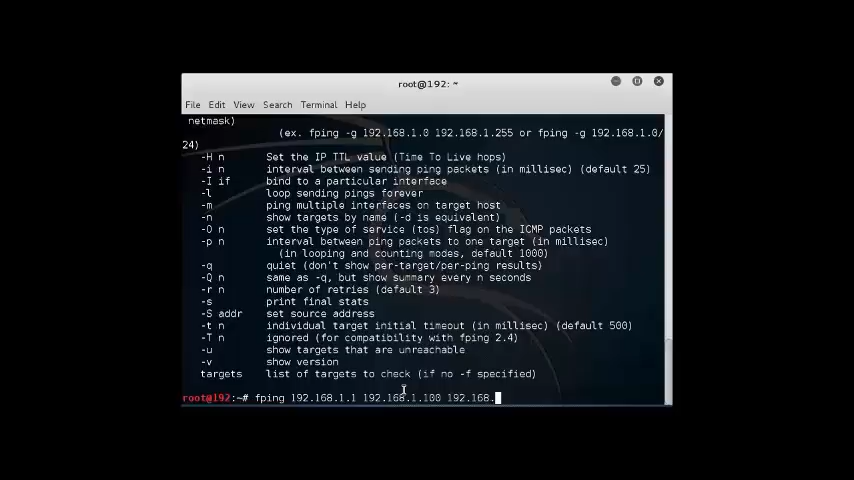 root@192: ~
File Edit View Search Terminal Help
netmask)
(ex. fping -g 192.168.1.0 192.168.1.255 or fping -g 192.168.1.0/
24)
-H n Set the IP TTL value (Time To Live hops)
-i n interval between sending ping packets (in millisec) (default 25)
-I if bind to a particular interface
-l loop sending pings forever
-m ping multiple interfaces on target host
-n show targets by name (-d is equivalent)
-O n set the type of service (tos) flag on the ICMP packets
-p n interval between ping packets to one target (in millisec)
(in looping and counting modes, default 1000)
-q quiet (don't show per-target/per-ping results)
-Q n same as -q, but show summary every n seconds
-r n number of retries (default 3)
-s print final stats
-S addr set source address
-t n individual target initial timeout (in millisec) (default 500)
-T n ignored (for compatibility with fping 2.4)
-u show targets that are unreachable
-v show version
targets list of targets to check (if no -f specified)
root@192:~# fping 192.168.1.1 192.168.1.100 192.168.